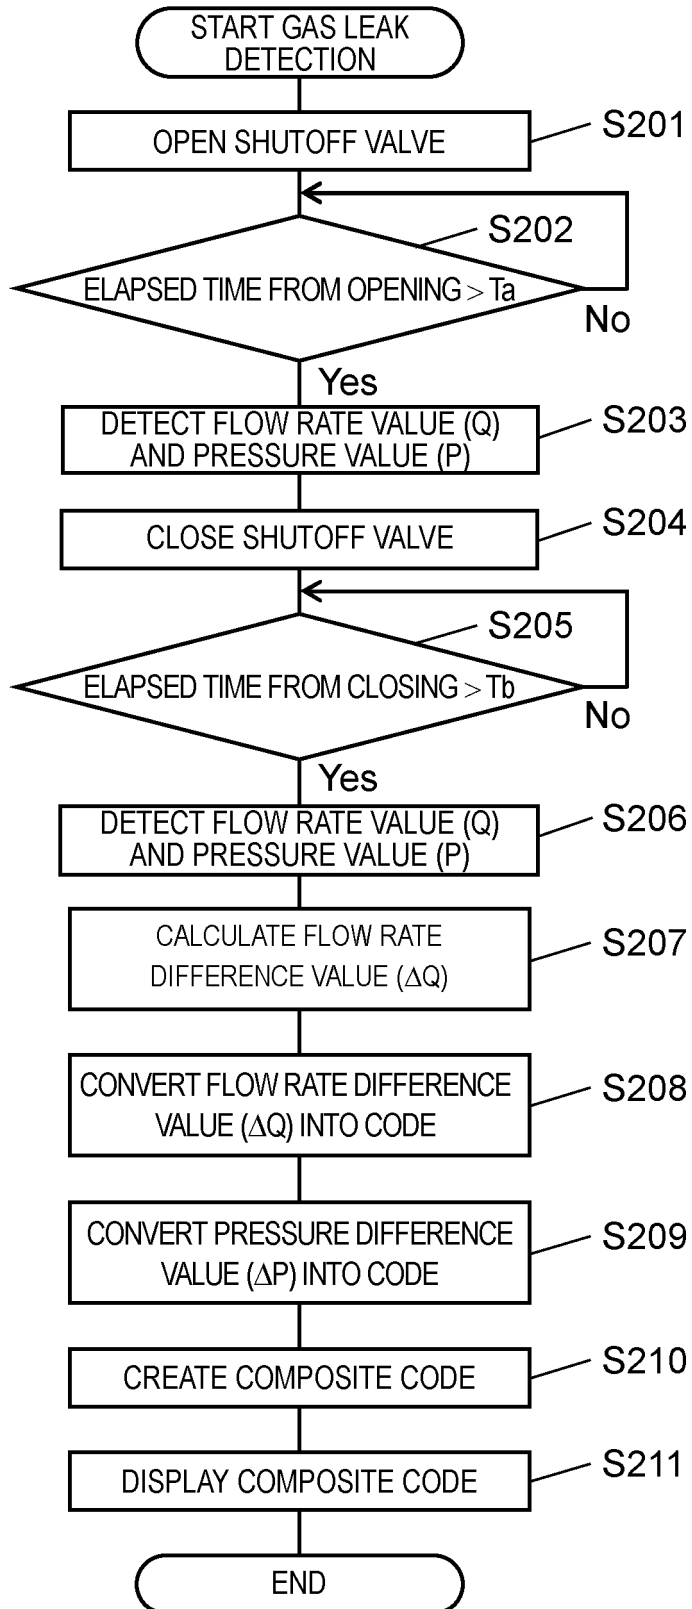 START GAS LEAK
DETECTION
OPEN SHUTOFF VALVE
S201
S202
ELAPSED TIME FROM OPENING > Ta
No
Yes
DETECT FLOW RATE VALUE (Q)
AND PRESSURE VALUE (P)
S203
CLOSE SHUTOFF VALVE
S204
S205
ELAPSED TIME FROM CLOSING > Tb
No
Yes
DETECT FLOW RATE VALUE (Q)
AND PRESSURE VALUE (P)
S206
CALCULATE FLOW RATE
DIFFERENCE VALUE (ΔQ)
S207
CONVERT FLOW RATE DIFFERENCE
VALUE (ΔQ) INTO CODE
S208
CONVERT PRESSURE DIFFERENCE
VALUE (ΔP) INTO CODE
S209
CREATE COMPOSITE CODE
S210
DISPLAY COMPOSITE CODE
S211
END